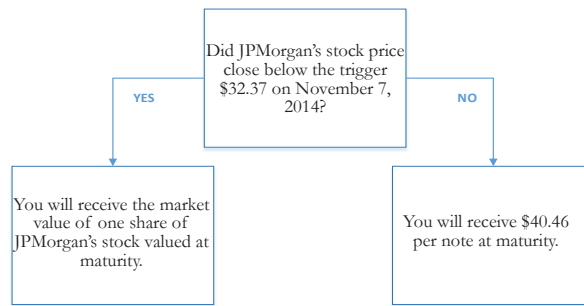 Did JPMorgan's stock price
close below the trigger
$32.37 on November 7,
2014?
YES
NO
You will receive the market
value of one share of
JPMorgan's stock valued at
maturity.
You will receive $40.46
per note at maturity.